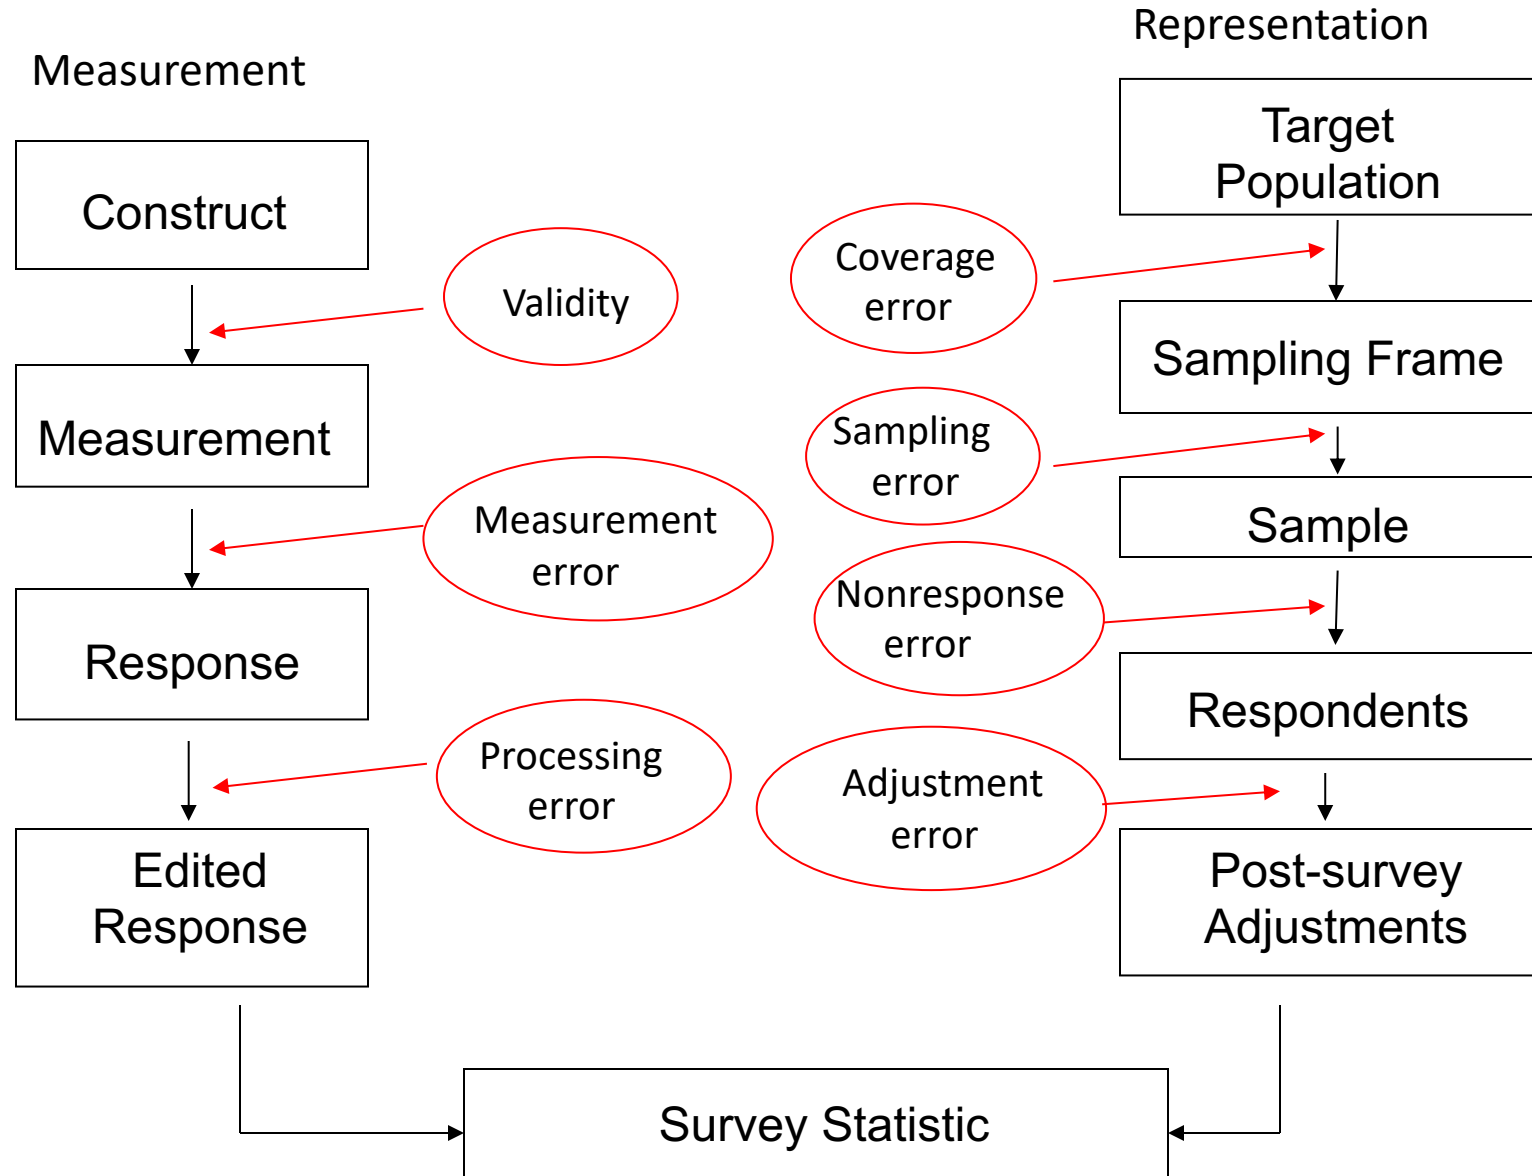 Measurement
Representation
Construct
Validity
Measurement
Measurement
error
Response
Processing
error
Edited
Response
Target
Population
Coverage
error
Sampling Frame
Sampling
error
Sample
Nonresponse
error
Respondents
Adjustment
error
Post-survey
Adjustments
Survey Statistic